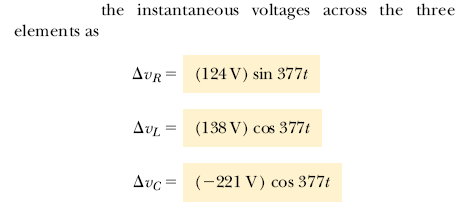 the instantaneous voltages across the three
elements as
Δv_R = (124 V) sin 377t
Δv_L = (138 V) cos 377t
Δv_C = (−221 V) cos 377t